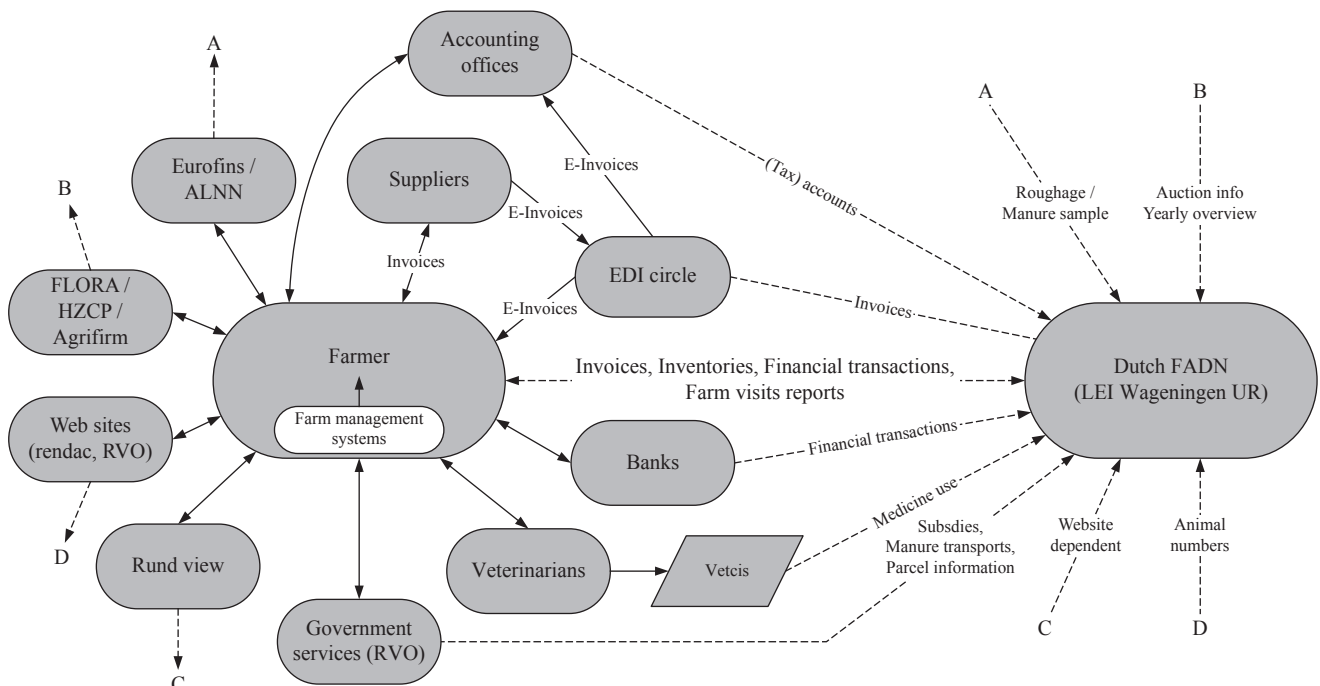 A
Accounting
offices
Eurofins /
ALNN
Suppliers
E-Invoices
(Tax) accounts
A
B
B
E-Invoices
Roughage /
Manure sample
Auction info
Yearly overview
FLORA /
HZCP /
Agrifirm
Invoices
EDI circle
E-Invoices
Invoices
Farmer
Farm management
systems
Invoices, Inventories, Financial transactions,
Farm visits reports
Dutch FADN
(LEI Wageningen UR)
Web sites
(rendac, RVO)
Banks
Financial transactions
D
Rund view
Veterinarians
Vetcis
Medicine use
Subsdies,
Manure transports,
Parcel information
Website
dependent
Animal
numbers
Government
services (RVO)
C
C
D